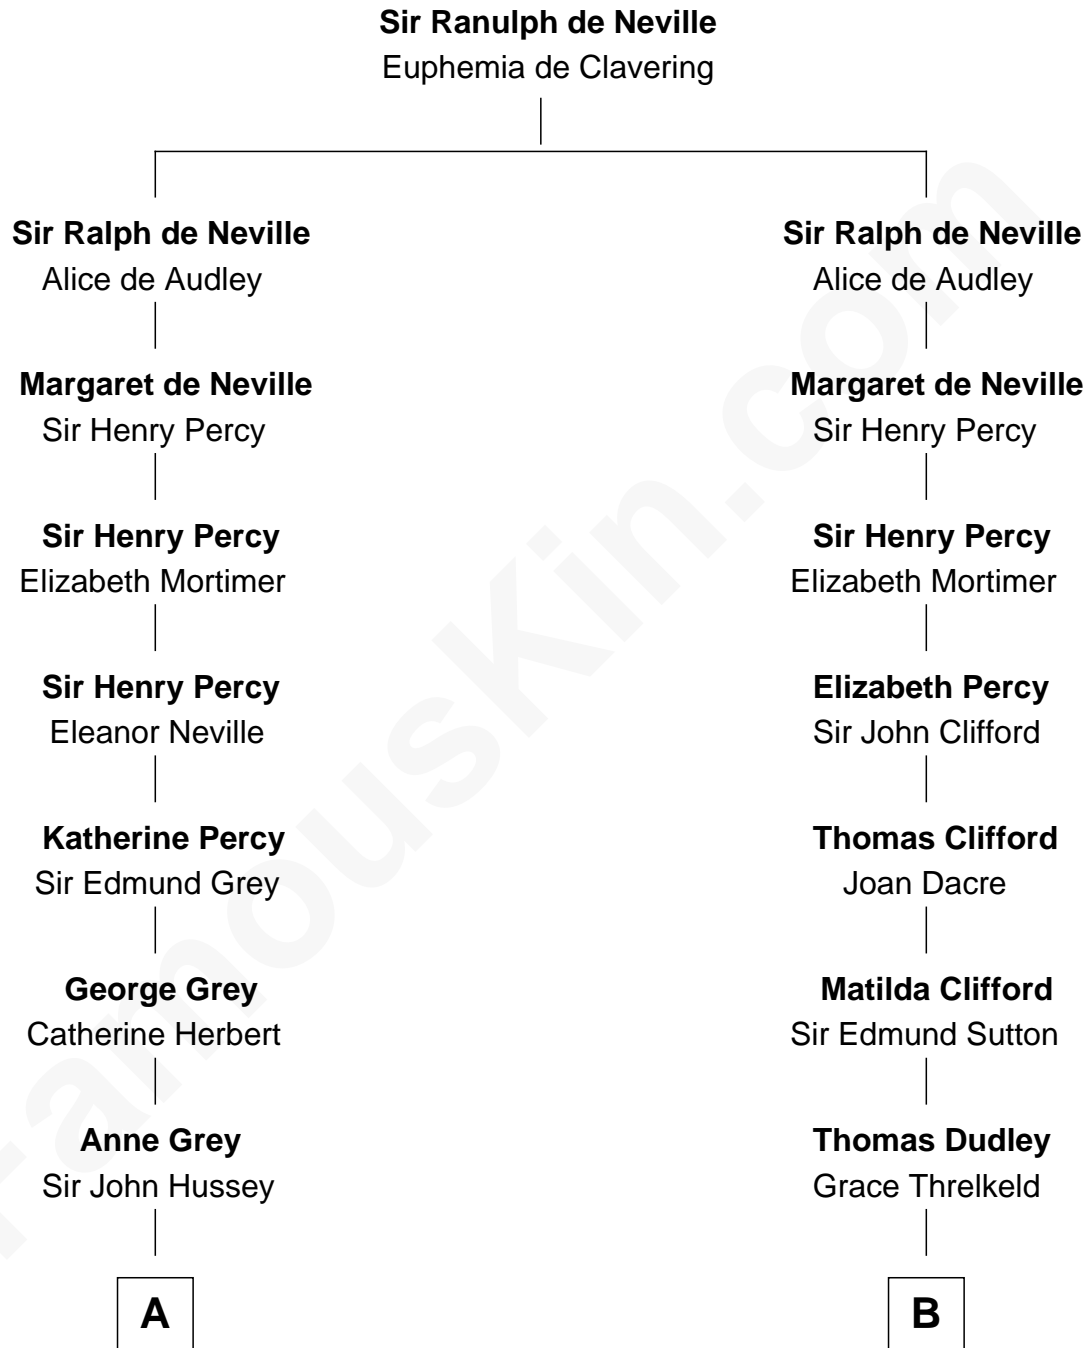 Sir Ranulph de Neville
Euphemia de Clavering
Sir Ralph de Neville
Alice de Audley
Margaret de Neville
Sir Henry Percy
Sir Henry Percy
Elizabeth Mortimer
Sir Henry Percy
Eleanor Neville
Katherine Percy
Sir Edmund Grey
George Grey
Catherine Herbert
Anne Grey
Sir John Hussey
A
Sir Ralph de Neville
Alice de Audley
Margaret de Neville
Sir Henry Percy
Sir Henry Percy
Elizabeth Mortimer
Elizabeth Percy
Sir John Clifford
Thomas Clifford
Joan Dacre
Matilda Clifford
Sir Edmund Sutton
Thomas Dudley
Grace Threlkeld
B
FamousKin.com